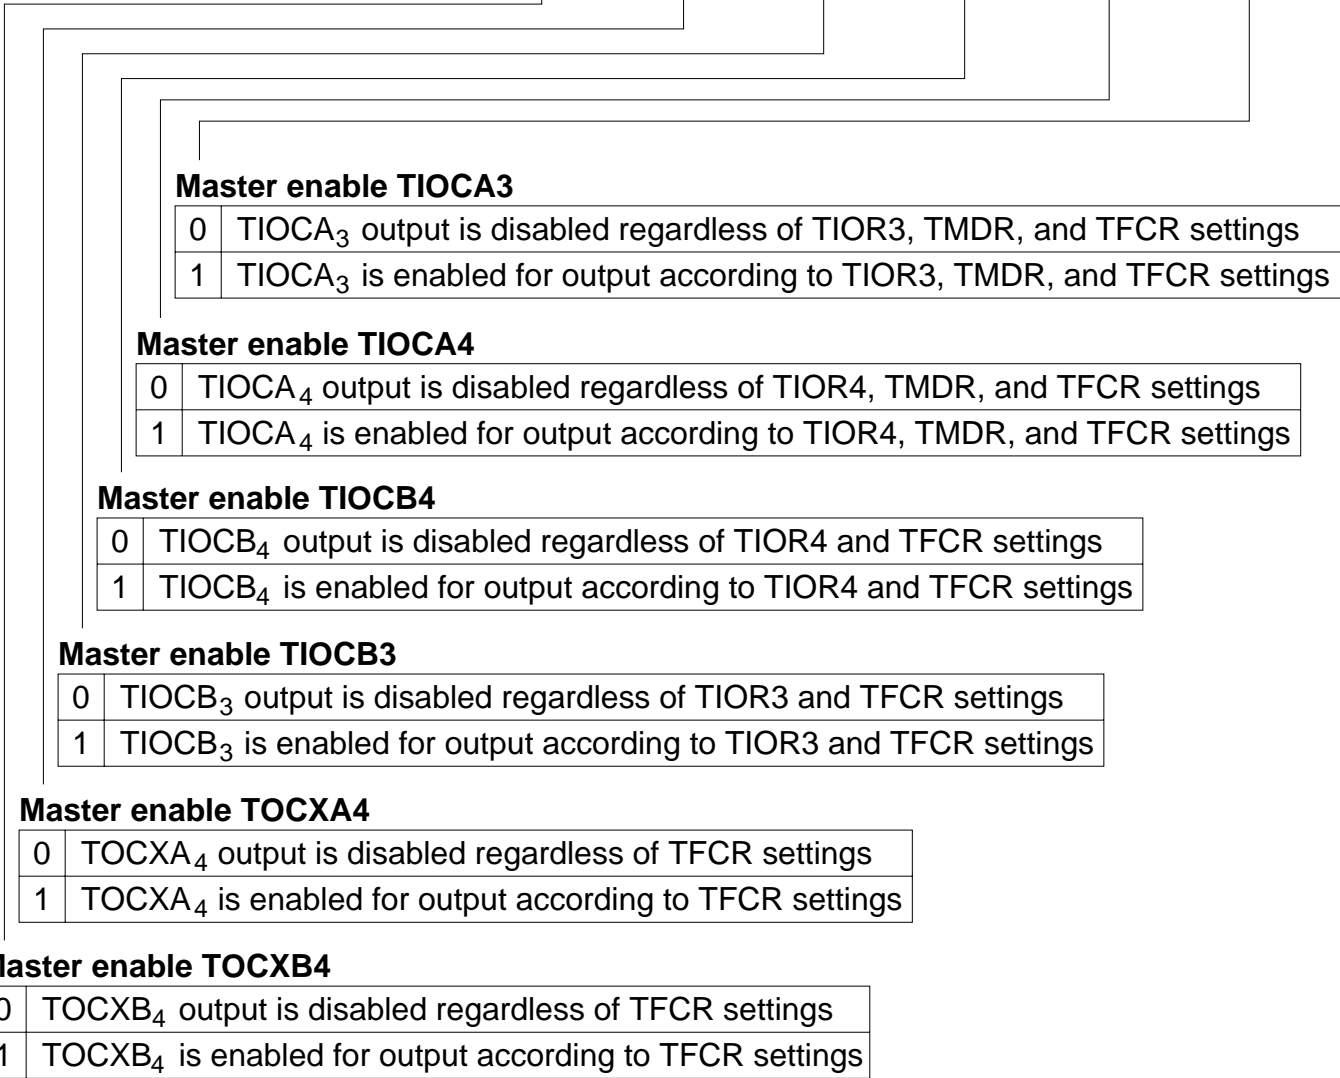 Master enable TIOCA3
0 TIOCA3 output is disabled regardless of TIOR3, TMDR, and TFCR settings
1 TIOCA3 is enabled for output according to TIOR3, TMDR, and TFCR settings
Master enable TIOCA4
0 TIOCA4 output is disabled regardless of TIOR4, TMDR, and TFCR settings
1 TIOCA4 is enabled for output according to TIOR4, TMDR, and TFCR settings
Master enable TIOCB4
0 TIOCB4 output is disabled regardless of TIOR4 and TFCR settings
1 TIOCB4 is enabled for output according to TIOR4 and TFCR settings
Master enable TIOCB3
0 TIOCB3 output is disabled regardless of TIOR3 and TFCR settings
1 TIOCB3 is enabled for output according to TIOR3 and TFCR settings
Master enable TOCXA4
0 TOCXA4 output is disabled regardless of TFCR settings
1 TOCXA4 is enabled for output according to TFCR settings
Master enable TOCXB4
0 TOCXB4 output is disabled regardless of TFCR settings
1 TOCXB4 is enabled for output according to TFCR settings